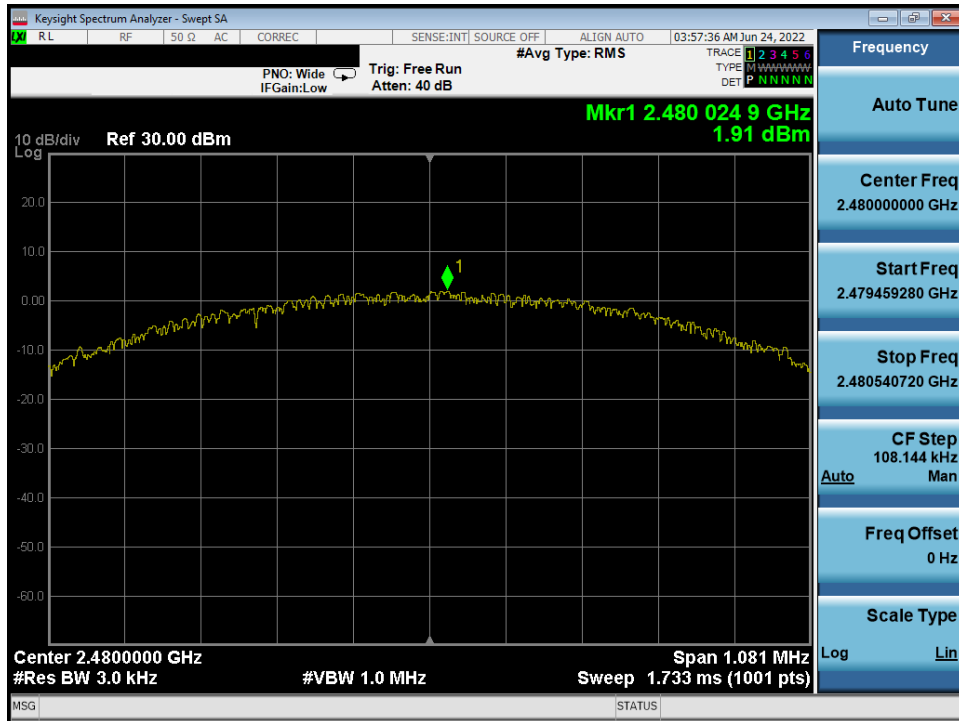 Keysight Spectrum Analyzer - Swept SA
LXI RL RF 50 Ω AC CORREC SENSE:INT SOURCE OFF ALIGN AUTO 03:57:36 AM Jun 24, 2022
#Avg Type: RMS TRACE 1 2 3 4 5 6
PNO: Wide Trig: Free Run TYPE M WWWWW
IFGain:Low Atten: 40 dB DET P N N N N N
Mkr1 2.480 024 9 GHz
1.91 dBm
10 dB/div Ref 30.00 dBm
Log
20.0
10.0
1
0.00
-10.0
-20.0
-30.0
-40.0
-50.0
-60.0
Center 2.4800000 GHz Span 1.081 MHz
#Res BW 3.0 kHz #VBW 1.0 MHz Sweep 1.733 ms (1001 pts)
MSG STATUS
Frequency
Auto Tune
Center Freq
2.480000000 GHz
Start Freq
2.479459280 GHz
Stop Freq
2.480540720 GHz
CF Step
108.144 kHz
Auto Man
Freq Offset
0 Hz
Scale Type
Log Lin